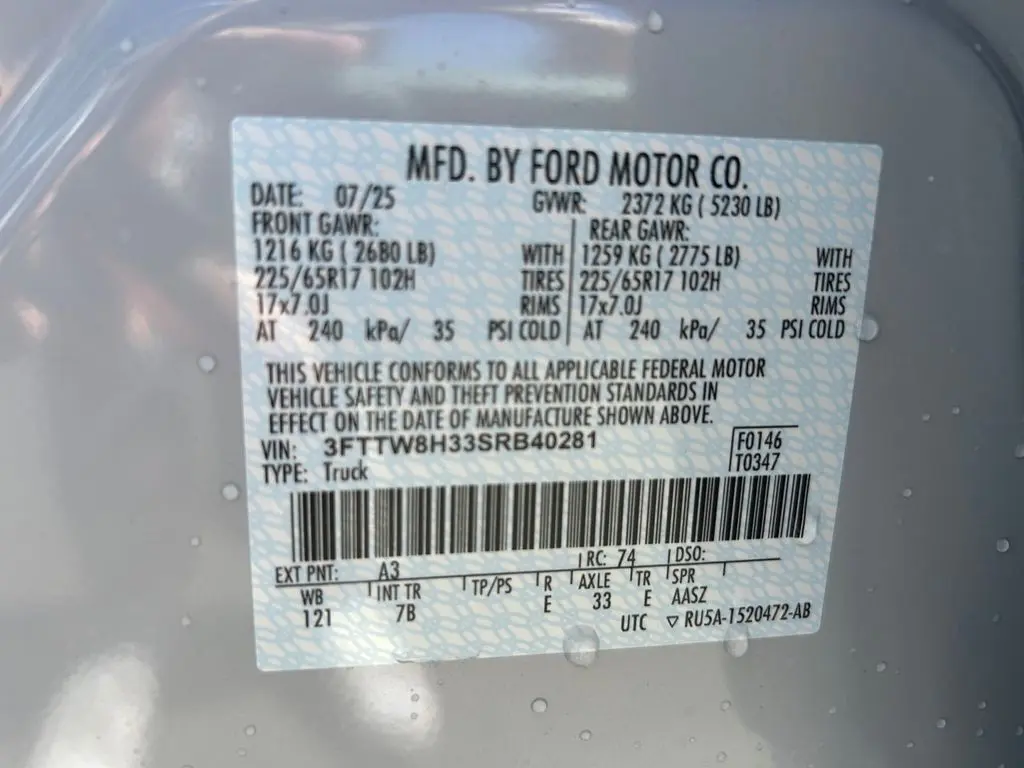 MFD. BY FORD MOTOR CO.
DATE: 07/25 GVWR: 2372 KG ( 5230 LB)
FRONT GAWR: REAR GAWR:
1216 KG ( 2680 LB) WITH 1259 KG ( 2775 LB) WITH
225/65R17 102H TIRES 225/65R17 102H TIRES
17x7.0J RIMS 17x7.0J RIMS
AT 240 kPa/ 35 PSI COLD AT 240 kPa/ 35 PSI COLD
THIS VEHICLE CONFORMS TO ALL APPLICABLE FEDERAL MOTOR
VEHICLE SAFETY AND THEFT PREVENTION STANDARDS IN
EFFECT ON THE DATE OF MANUFACTURE SHOWN ABOVE.
VIN: 3FTTW8H33SRB40281 F0146
TYPE: Truck T0347
EXT PNT: A3 RC: 74 DSO:
WB INT TR TP/PS R AXLE TR SPR
121 7B E 33 E AASZ
UTC ▽ RU5A-1520472-AB